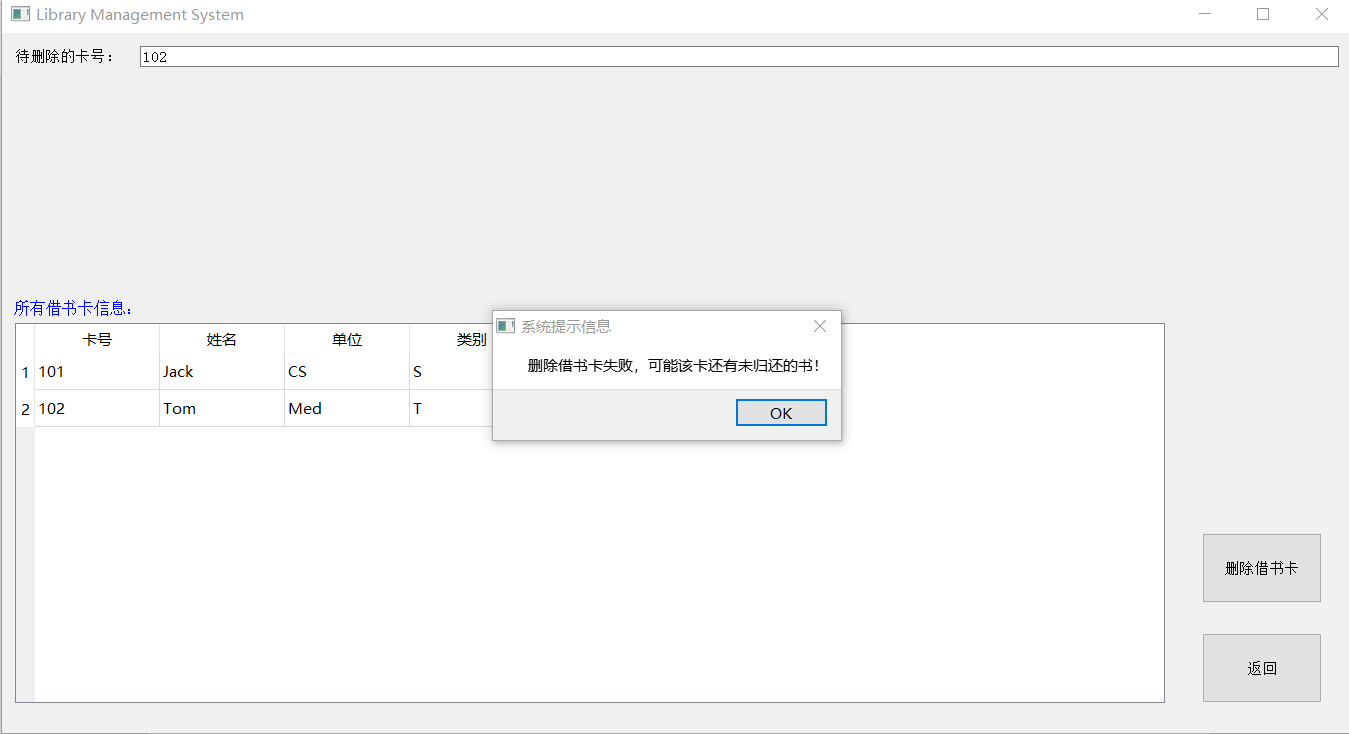 Library Management System
待删除的卡号： 102
所有借书卡信息：
卡号 姓名 单位 类别
1 101 Jack CS S
2 102 Tom Med T
系统提示信息
删除借书卡失败，可能该卡还有未归还的书！
OK
删除借书卡
返回